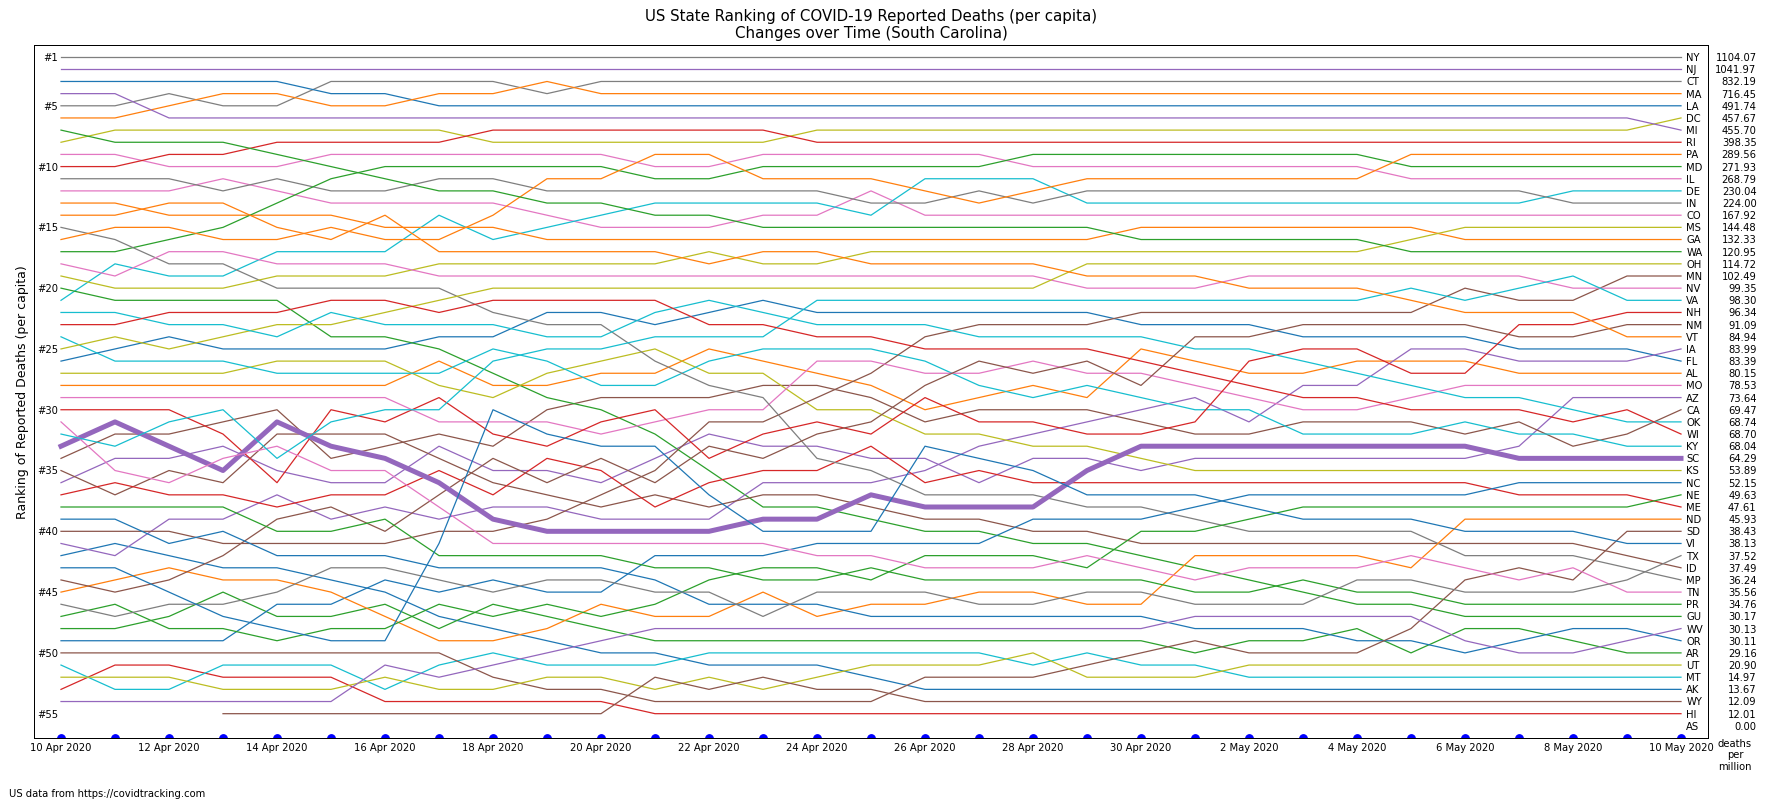 US State Ranking of COVID-19 Reported Deaths (per capita)
Changes over Time (South Carolina)
Ranking of Reported Deaths (per capita)
#1
#5
#10
#15
#20
#25
#30
#35
#40
#45
#50
#55
NY 1104.07
NJ 1041.97
CT 832.19
MA 716.45
LA 491.74
DC 457.67
MI 455.70
RI 398.35
PA 289.56
MD 271.93
IL 268.79
DE 230.04
IN 224.00
CO 167.92
MS 144.48
GA 132.33
WA 120.95
OH 114.72
MN 102.49
NV 99.35
VA 98.30
NH 96.34
NM 91.09
VT 84.94
IA 83.99
FL 83.39
AL 80.15
MO 78.53
AZ 73.64
CA 69.47
OK 68.74
WI 68.70
KY 68.04
SC 64.29
KS 53.89
NC 52.15
NE 49.63
ME 47.61
ND 45.93
SD 38.43
VI 38.13
TX 37.52
ID 37.49
MP 36.24
TN 35.56
PR 34.76
GU 30.17
WV 30.13
OR 30.11
AR 29.16
UT 20.90
MT 14.97
AK 13.67
WY 12.09
HI 12.01
AS 0.00
10 Apr 2020 12 Apr 2020 14 Apr 2020 16 Apr 2020 18 Apr 2020 20 Apr 2020 22 Apr 2020 24 Apr 2020 26 Apr 2020 28 Apr 2020 30 Apr 2020 2 May 2020 4 May 2020 6 May 2020 8 May 2020 10 May 2020
deaths
per
million
US data from https://covidtracking.com